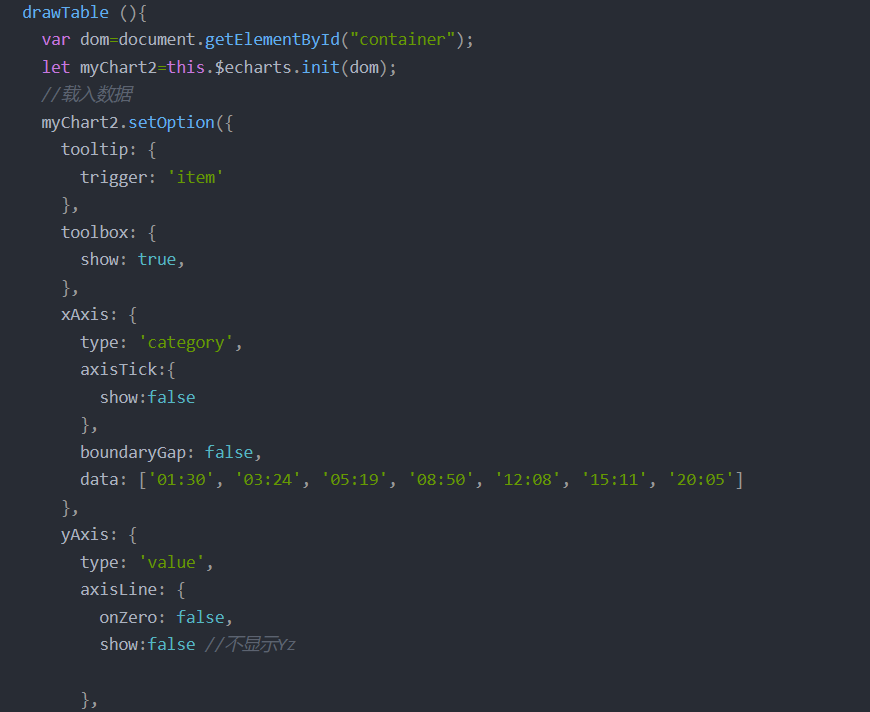 drawTable (){
var dom=document.getElementById("container");
let myChart2=this.$echarts.init(dom);
//载入数据
myChart2.setOption({
tooltip: {
trigger: 'item'
},
toolbox: {
show: true,
},
xAxis: {
type: 'category',
axisTick:{
show:false
},
boundaryGap: false,
data: ['01:30', '03:24', '05:19', '08:50', '12:08', '15:11', '20:05']
},
yAxis: {
type: 'value',
axisLine: {
onZero: false,
show:false //不显示Yz
},